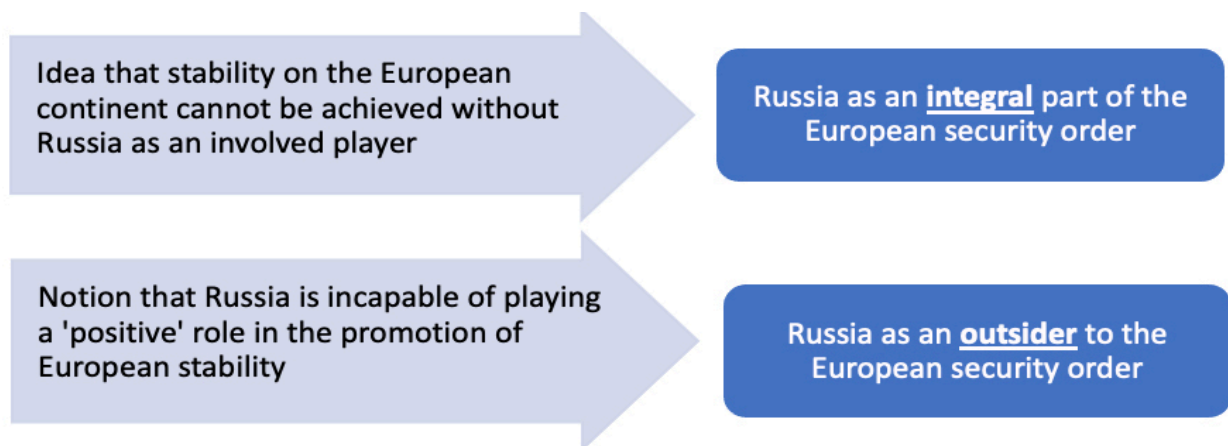 Idea that stability on the European
continent cannot be achieved without
Russia as an involved player
Russia as an integral part of the
European security order
Notion that Russia is incapable of playing
a 'positive' role in the promotion of
European stability
Russia as an outsider to the
European security order